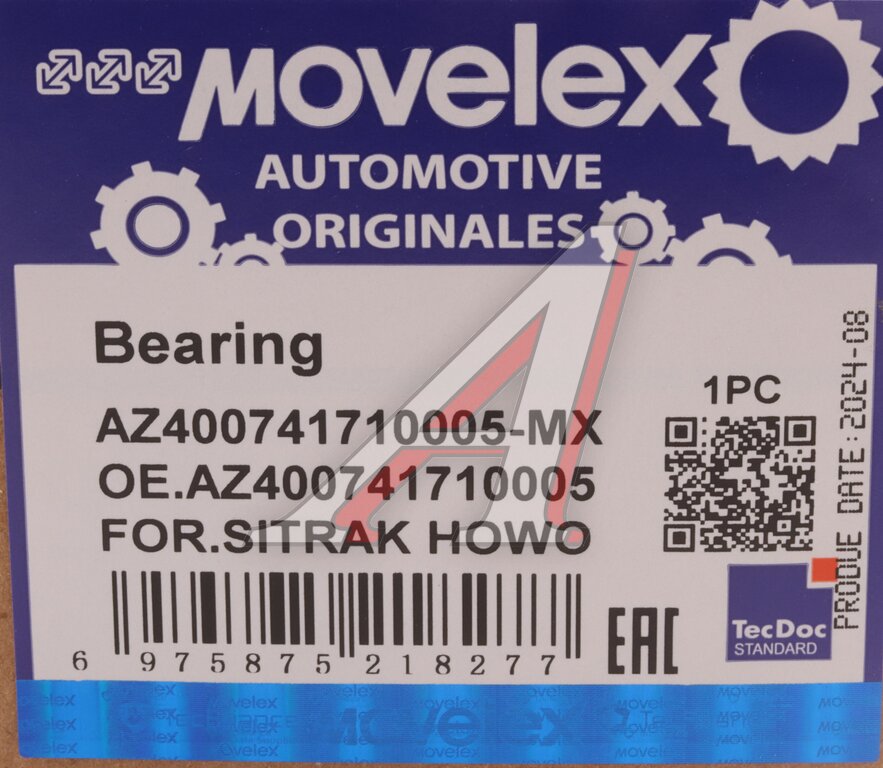 MOVELEX
AUTOMOTIVE
ORIGINALES
Bearing
AZ400741710005-MX
OE.AZ400741710005
FOR.SITRAK HOWO
1PC
PRODUE DATE:2024-08
6 975875 218277
EAC
TecDoc
STANDARD
MOVELEX